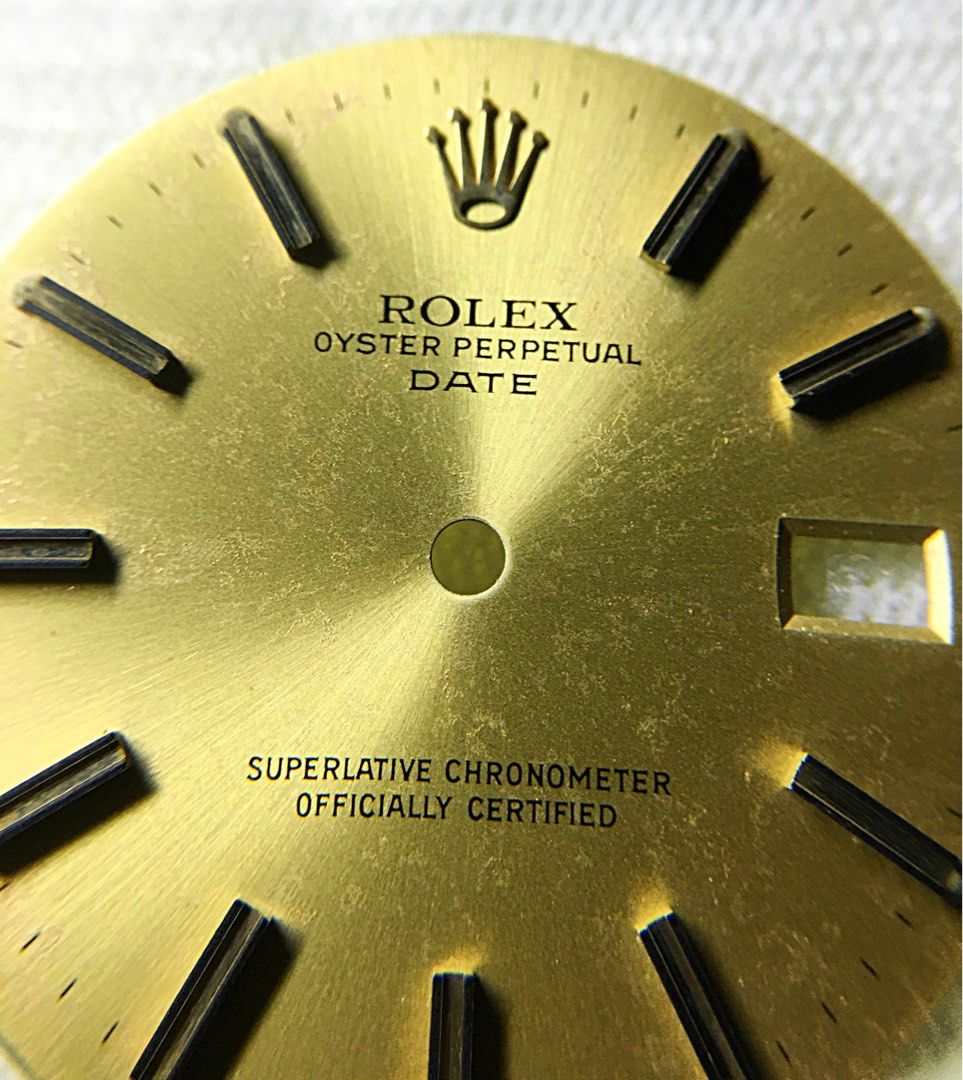 ROLEX
OYSTER PERPETUAL
DATE
SUPERLATIVE CHRONOMETER
OFFICIALLY CERTIFIED